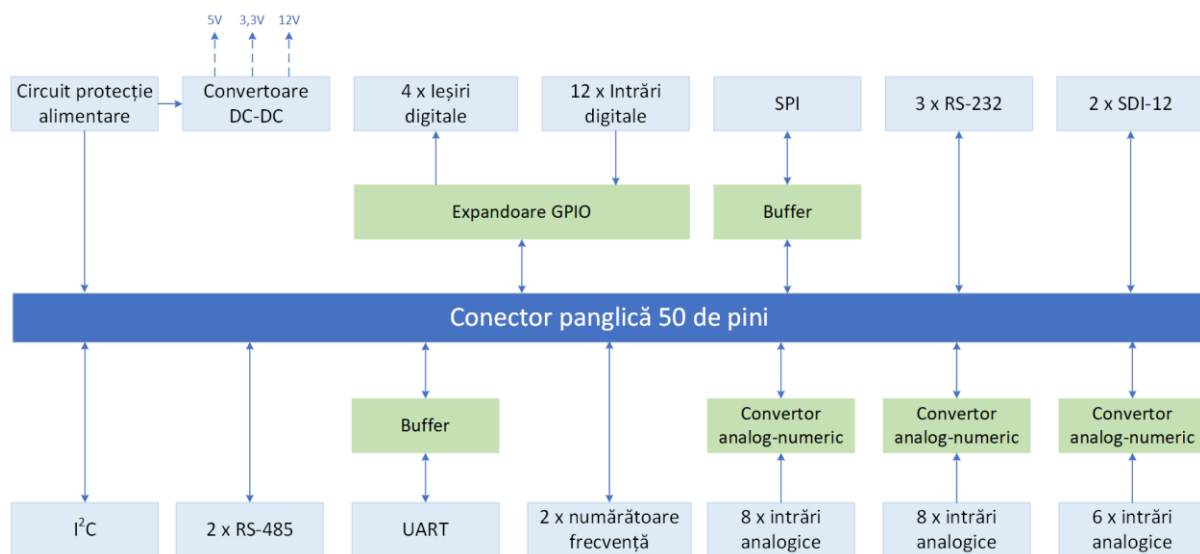 5V 3,3V 12V
Circuit protecție
alimentare
Convertoare
DC-DC
4 x Ieșiri
digitale
12 x Intrări
digitale
SPI
3 x RS-232
2 x SDI-12
Expandoare GPIO
Buffer
Conector panglică 50 de pini
Buffer
Convertor
analog-numeric
Convertor
analog-numeric
Convertor
analog-numeric
I²C
2 x RS-485
UART
2 x numărătoare
frecvență
8 x intrări
analogice
8 x intrări
analogice
6 x intrări
analogice